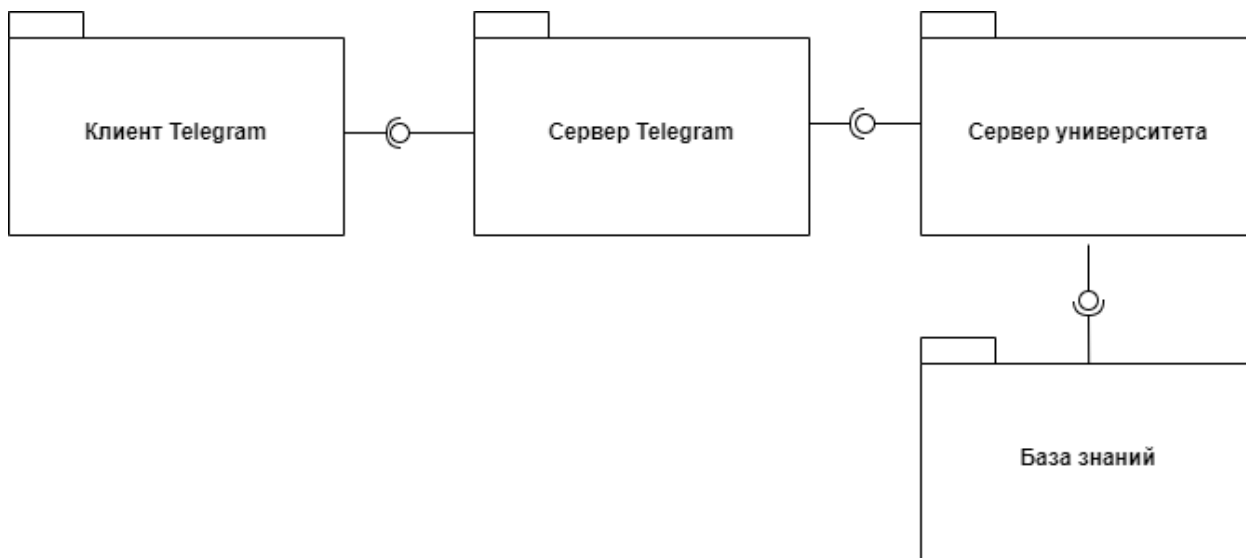 Клиент Telegram
Сервер Telegram
Сервер университета
База знаний